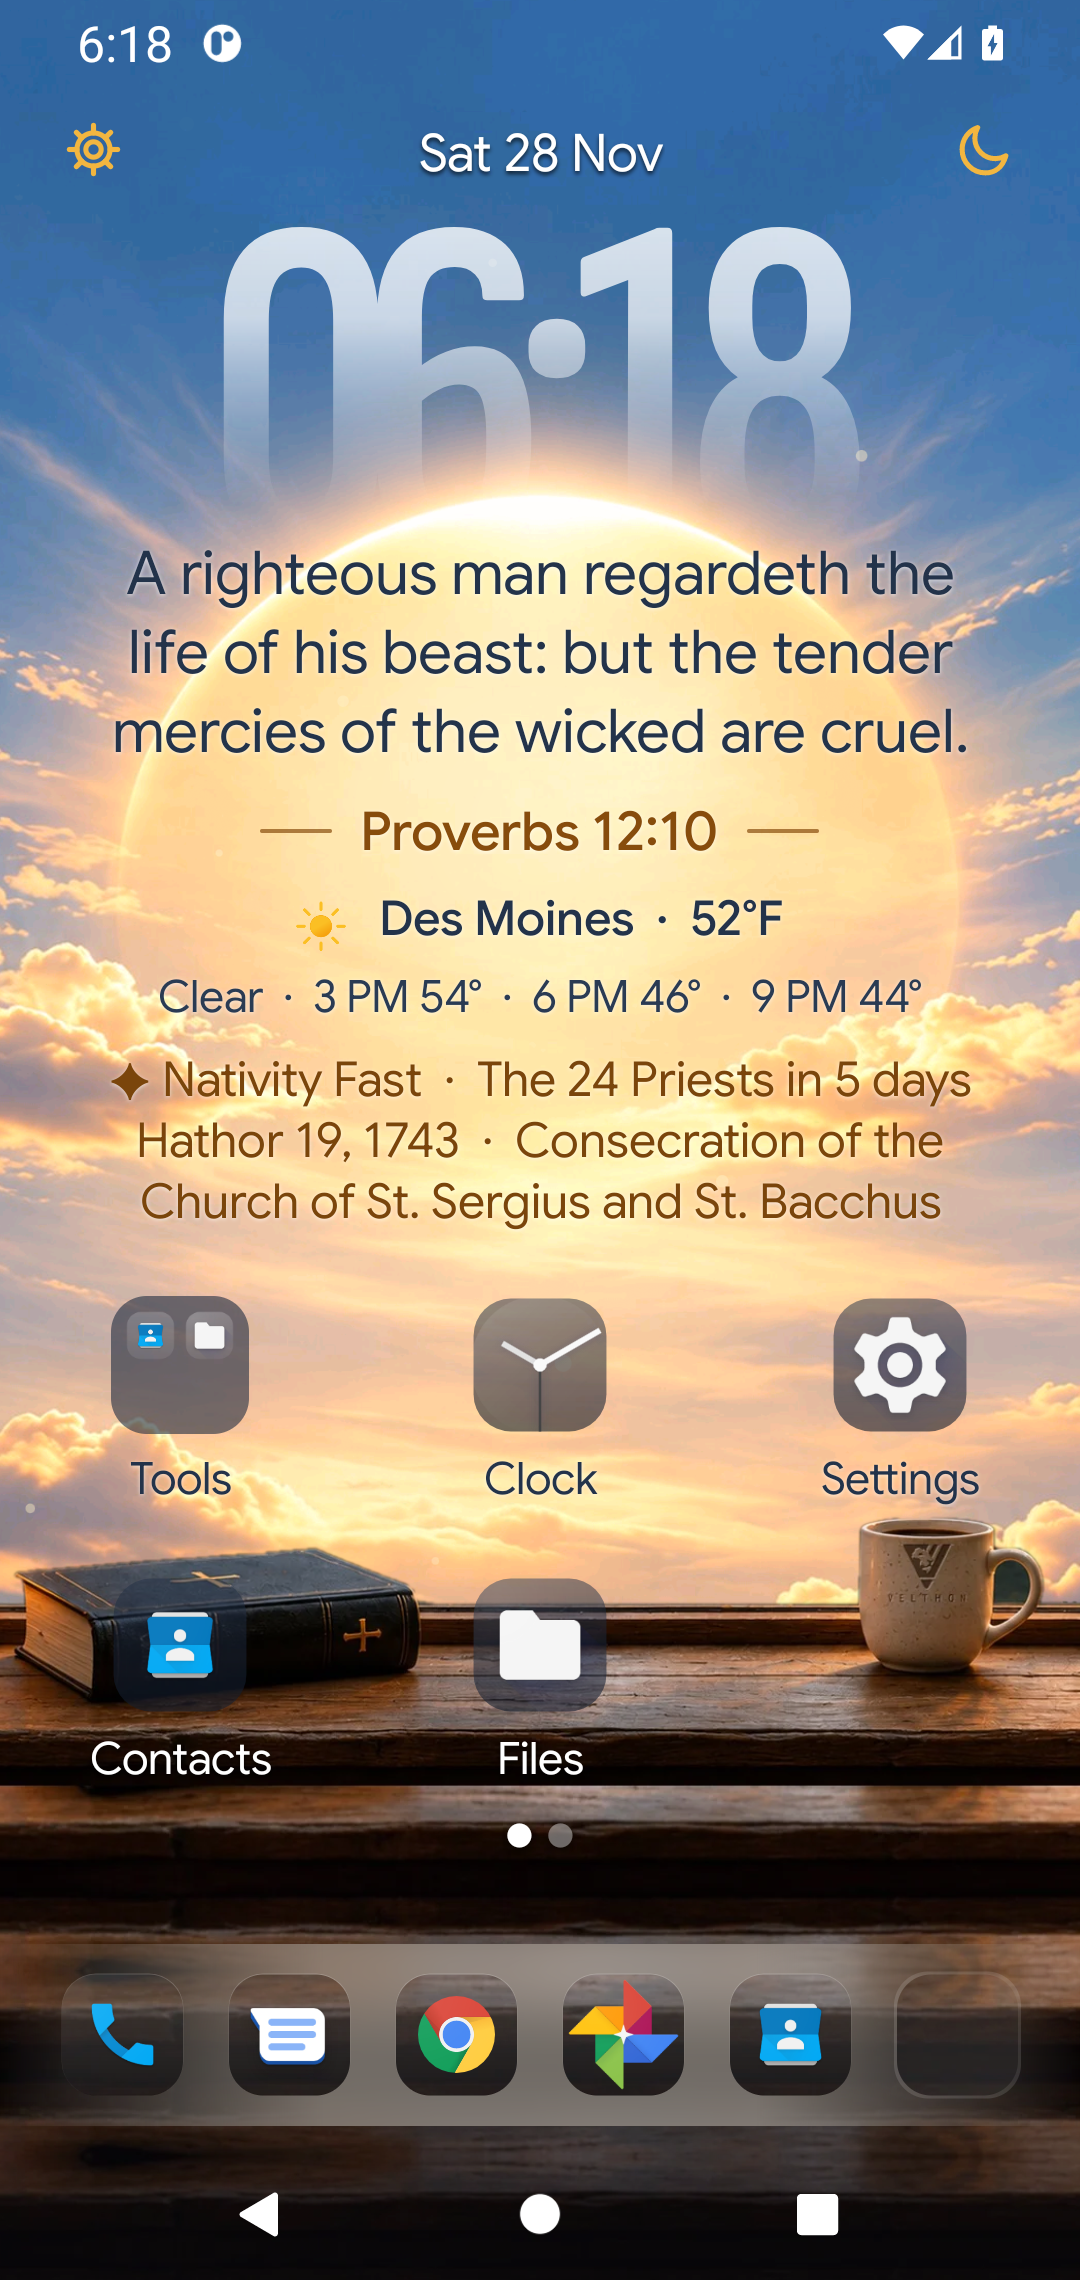 6:18
Sat 28 Nov
06:18
A righteous man regardeth the
life of his beast: but the tender
mercies of the wicked are cruel.
Proverbs 12:10
Des Moines · 52°F
Clear · 3 PM 54° · 6 PM 46° · 9 PM 44°
Nativity Fast · The 24 Priests in 5 days
Hathor 19, 1743 · Consecration of the
Church of St. Sergius and St. Bacchus
Tools
Clock
Settings
VELTHON
Contacts
Files